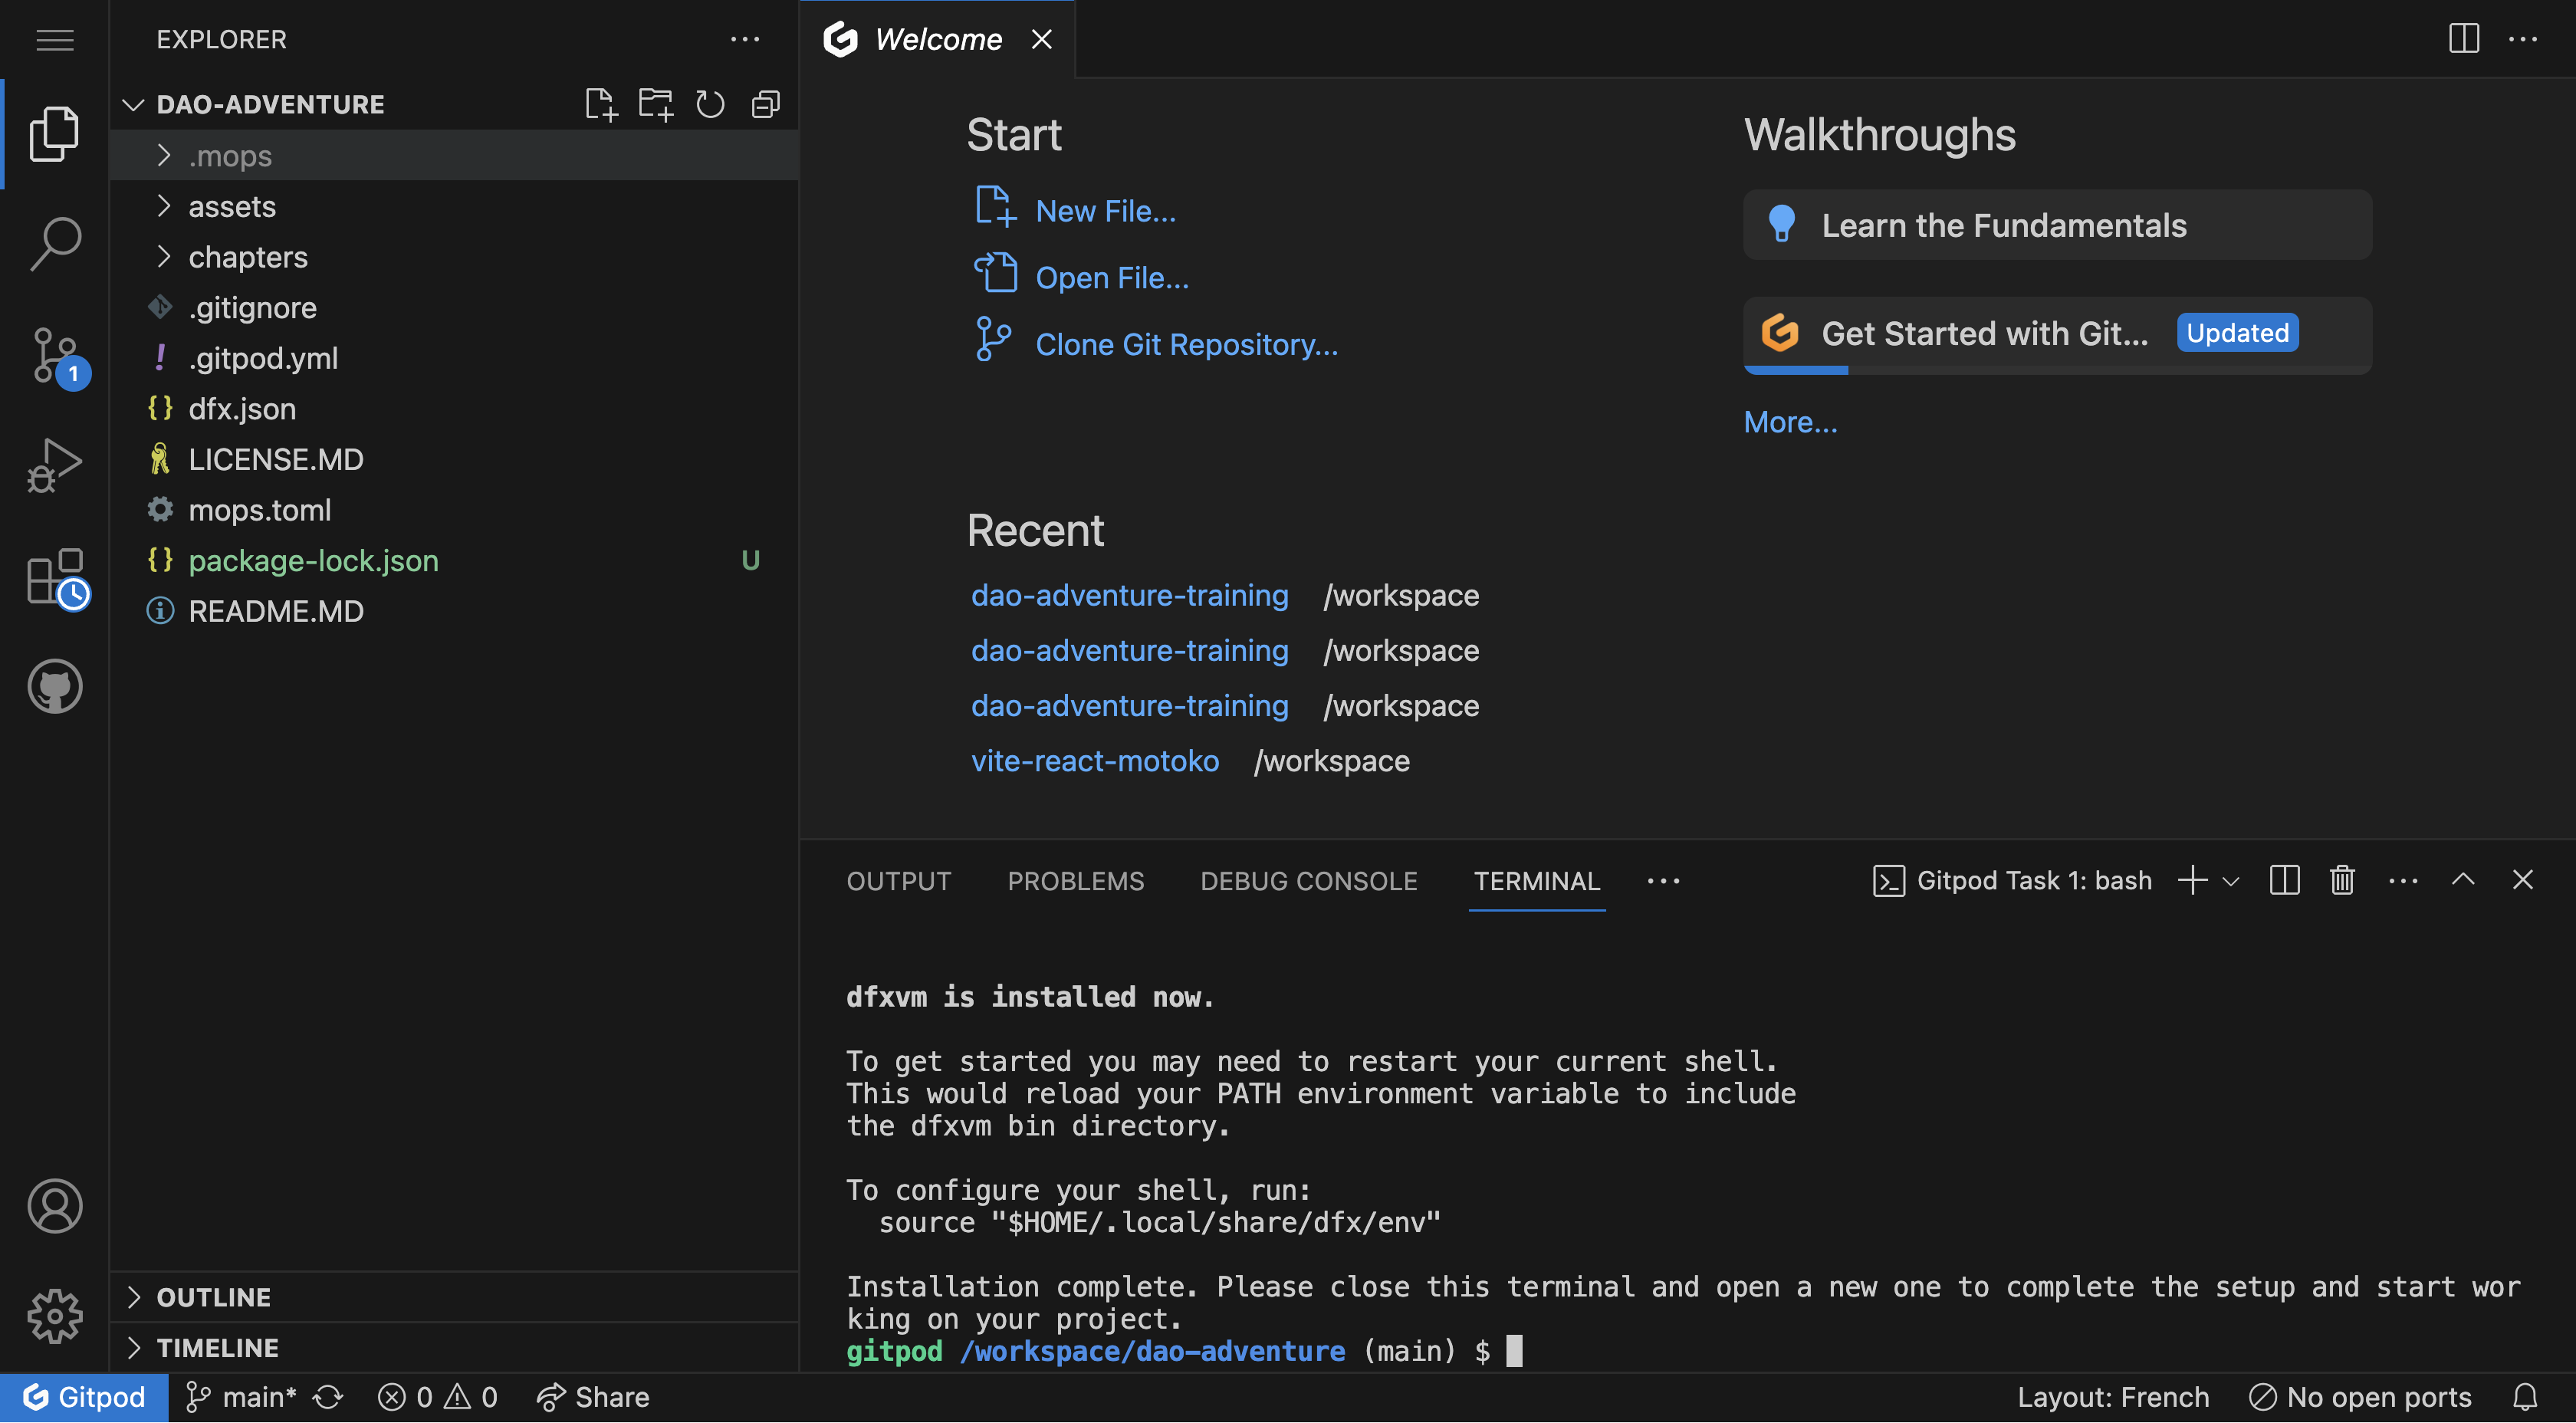 EXPLORER
DAO-ADVENTURE
.mops
assets
chapters
.gitignore
.gitpod.yml
dfx.json
LICENSE.MD
mops.toml
package-lock.json U
README.MD
OUTLINE
TIMELINE
1
Welcome
Start
New File...
Open File...
Clone Git Repository...
Recent
dao-adventure-training /workspace
dao-adventure-training /workspace
dao-adventure-training /workspace
vite-react-motoko /workspace
Walkthroughs
Learn the Fundamentals
Get Started with Git... Updated
More...
OUTPUT PROBLEMS DEBUG CONSOLE TERMINAL Gitpod Task 1: bash
dfxvm is installed now.
To get started you may need to restart your current shell.
This would reload your PATH environment variable to include
the dfxvm bin directory.
To configure your shell, run:
source "$HOME/.local/share/dfx/env"
Installation complete. Please close this terminal and open a new one to complete the setup and start wor
king on your project.
gitpod /workspace/dao-adventure (main) $
Gitpod main* 0 0 Share Layout: French No open ports